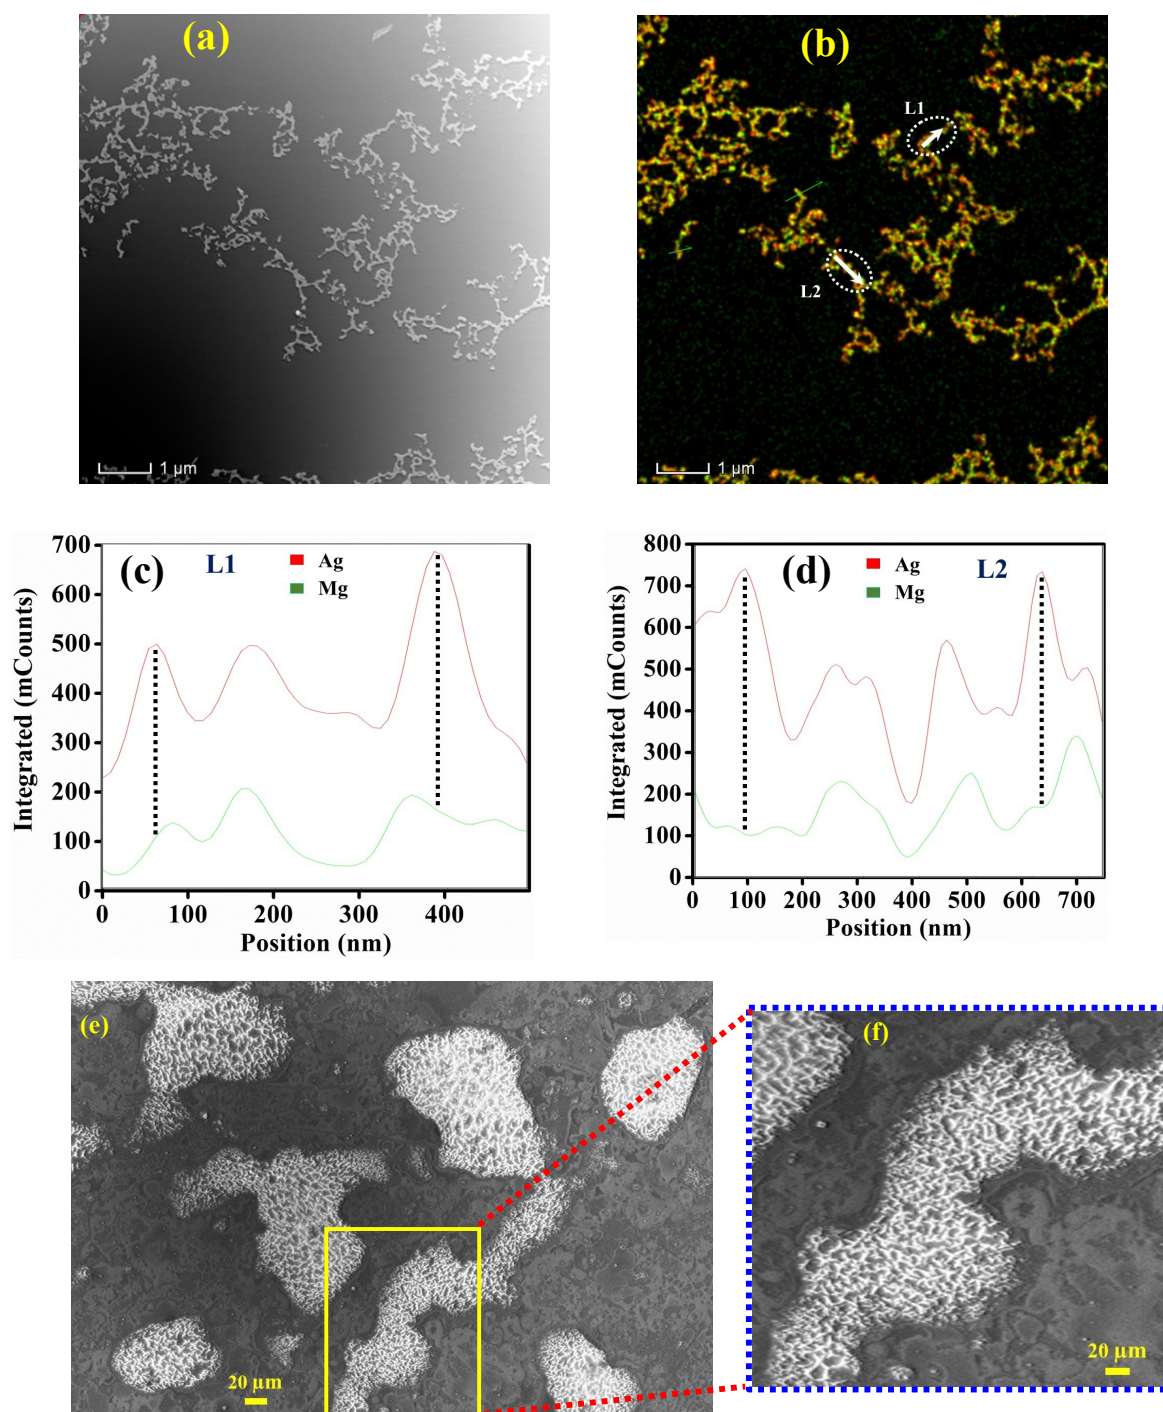 (a)
1 µm
(b)
L1
L2
1 µm
(c)
L1
Ag
Mg
Integrated (mCounts)
700
600
500
400
300
200
100
0
0 100 200 300 400
Position (nm)
(d)
L2
Ag
Mg
Integrated (mCounts)
800
700
600
500
400
300
200
100
0
0 100 200 300 400 500 600 700
Position (nm)
(e)
20 µm
(f)
20 µm